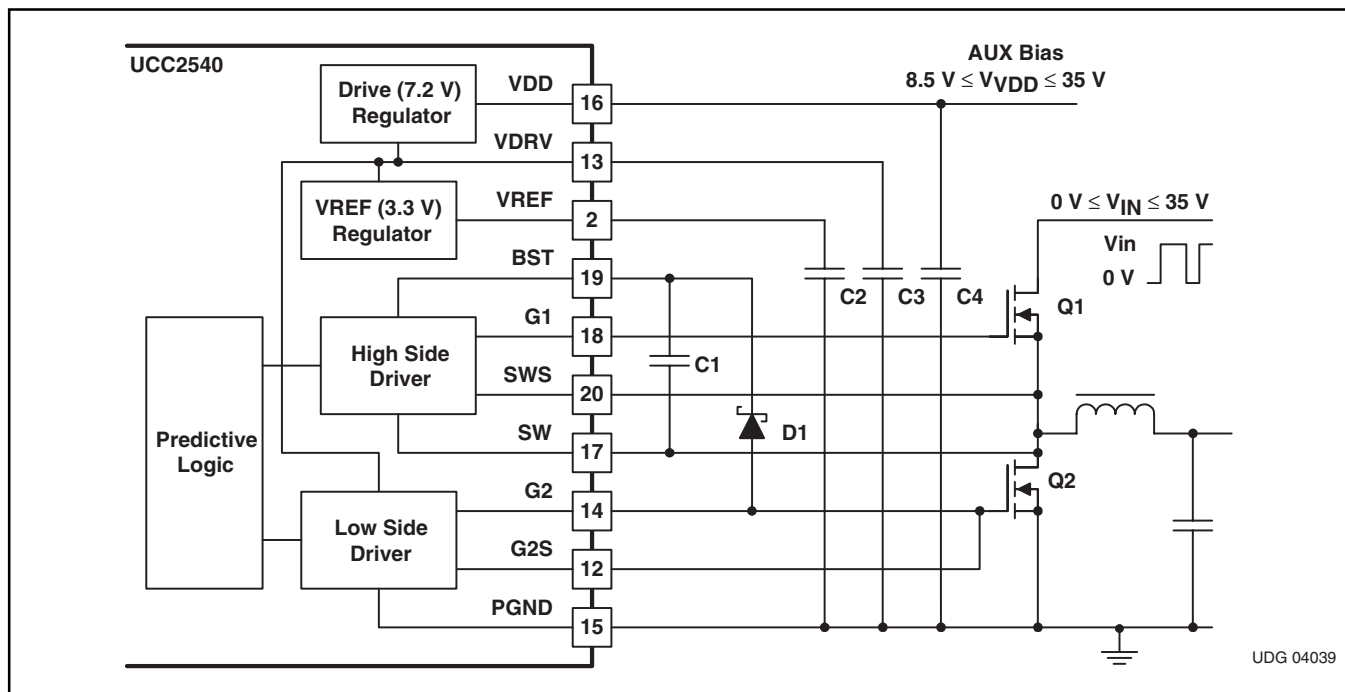 UCC2540
Drive (7.2 V)
Regulator
VDD
16
AUX Bias
8.5 V ≤ VVDD ≤ 35 V
VDRV
13
VREF (3.3 V)
Regulator
VREF
2
0 V ≤ VIN ≤ 35 V
Vin
0 V
BST
19
C2
C3
C4
Q1
G1
18
High Side
Driver
C1
SWS
20
Predictive
Logic
SW
17
D1
Q2
G2
14
Low Side
Driver
G2S
12
PGND
15
UDG 04039